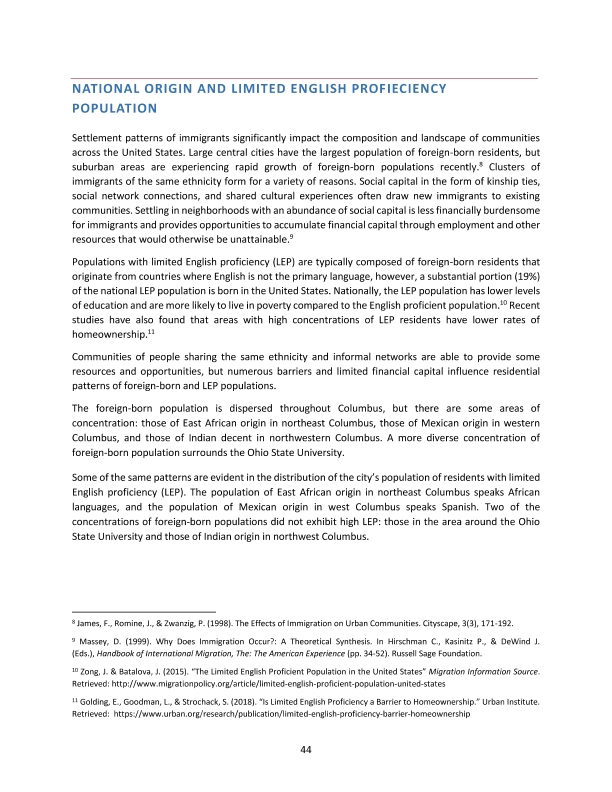 NATIONAL ORIGIN AND LIMITED ENGLISH PROFIECIENCY
POPULATION
Settlement patterns of immigrants significantly impact the composition and landscape of communities
across the United States. Large central cities have the largest population of foreign-born residents, but
suburban areas are experiencing rapid growth of foreign-born populations recently.⁸ Clusters of
immigrants of the same ethnicity form for a variety of reasons. Social capital in the form of kinship ties,
social network connections, and shared cultural experiences often draw new immigrants to existing
communities. Settling in neighborhoods with an abundance of social capital is less financially burdensome
for immigrants and provides opportunities to accumulate financial capital through employment and other
resources that would otherwise be unattainable.⁹
Populations with limited English proficiency (LEP) are typically composed of foreign-born residents that
originate from countries where English is not the primary language, however, a substantial portion (19%)
of the national LEP population is born in the United States. Nationally, the LEP population has lower levels
of education and are more likely to live in poverty compared to the English proficient population.¹⁰ Recent
studies have also found that areas with high concentrations of LEP residents have lower rates of
homeownership.¹¹
Communities of people sharing the same ethnicity and informal networks are able to provide some
resources and opportunities, but numerous barriers and limited financial capital influence residential
patterns of foreign-born and LEP populations.
The foreign-born population is dispersed throughout Columbus, but there are some areas of
concentration: those of East African origin in northeast Columbus, those of Mexican origin in western
Columbus, and those of Indian decent in northwestern Columbus. A more diverse concentration of
foreign-born population surrounds the Ohio State University.
Some of the same patterns are evident in the distribution of the city's population of residents with limited
English proficiency (LEP). The population of East African origin in northeast Columbus speaks African
languages, and the population of Mexican origin in west Columbus speaks Spanish. Two of the
concentrations of foreign-born populations did not exhibit high LEP: those in the area around the Ohio
State University and those of Indian origin in northwest Columbus.
⁸ James, F., Romine, J., & Zwanzig, P. (1998). The Effects of Immigration on Urban Communities. Cityscape, 3(3), 171-192.
⁹ Massey, D. (1999). Why Does Immigration Occur?: A Theoretical Synthesis. In Hirschman C., Kasinitz P., & DeWind J.
(Eds.), Handbook of International Migration, The: The American Experience (pp. 34-52). Russell Sage Foundation.
¹⁰ Zong, J. & Batalova, J. (2015). "The Limited English Proficient Population in the United States" Migration Information Source.
Retrieved: http://www.migrationpolicy.org/article/limited-english-proficient-population-united-states
¹¹ Golding, E., Goodman, L., & Strochack, S. (2018). "Is Limited English Proficiency a Barrier to Homeownership." Urban Institute.
Retrieved: https://www.urban.org/research/publication/limited-english-proficiency-barrier-homeownership
44